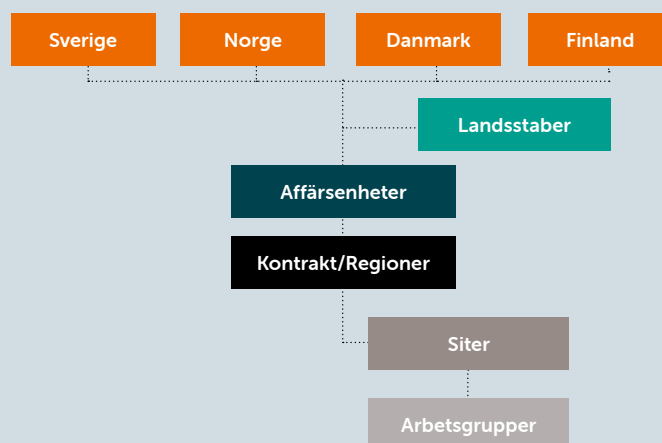 Sverige
Norge
Danmark
Finland
Landsstaber
Affärsenheter
Kontrakt/Regioner
Siter
Arbetsgrupper